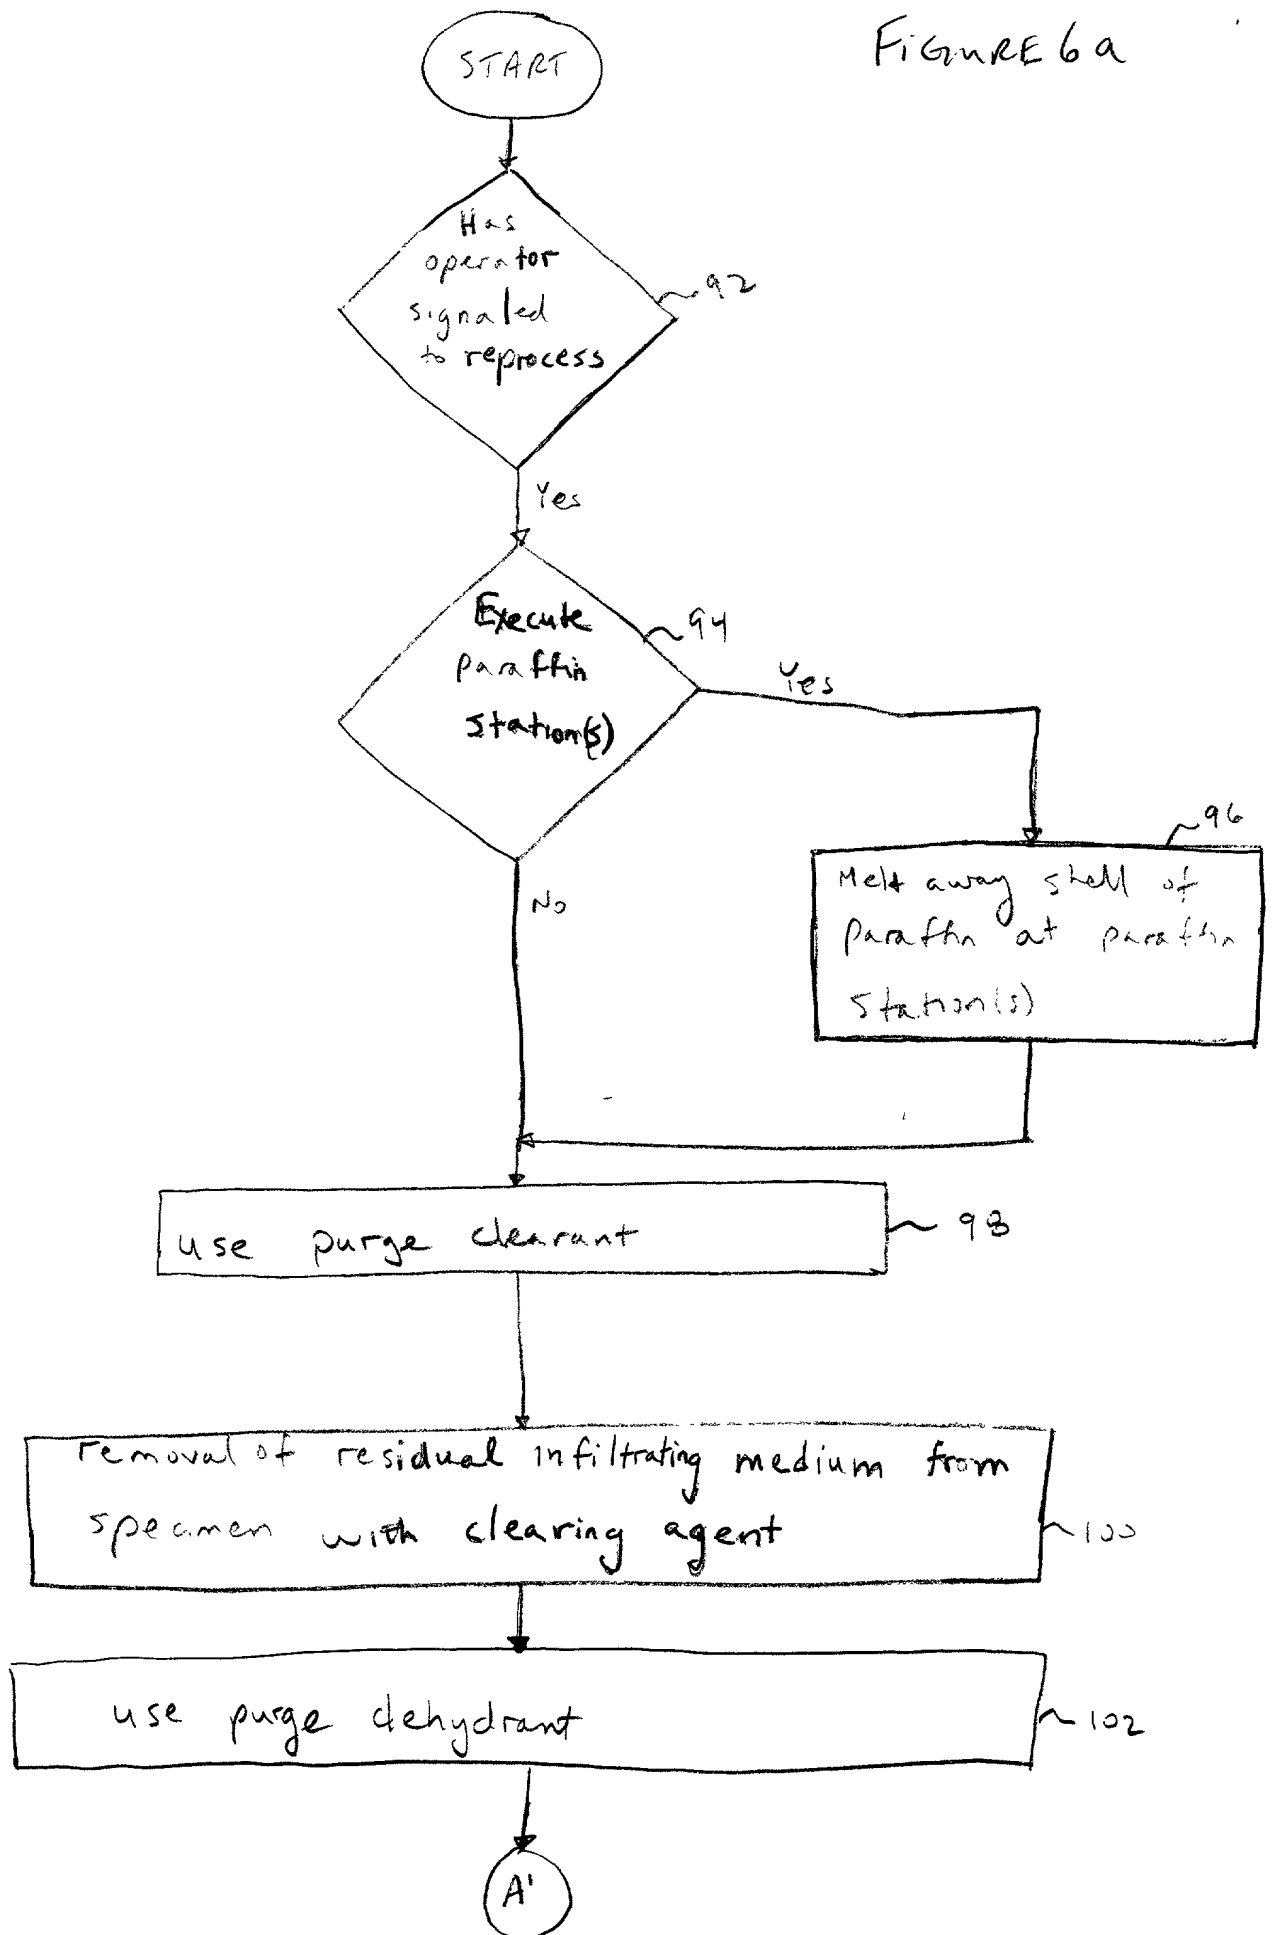 FIGURE 6a
START
Has
operator
signaled
to reprocess
92
Yes
Execute
paraffin
station(s)
94
Yes
96
Melt away shell of
paraffin at paraffin
station(s)
No
use purge clearant
98
removal of residual infiltrating medium from
specimen with clearing agent
100
use purge dehydrant
102
A'